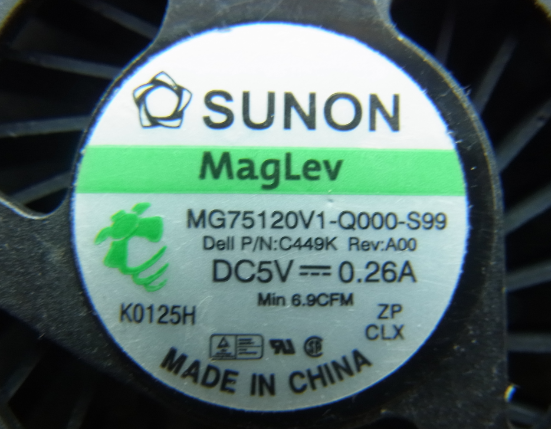 SUNON
MagLev
MG75120V1-Q000-S99
Dell P/N:C449K Rev:A00
DC5V ⎓ 0.26A
Min 6.9CFM
K0125H
ZP
CLX
MADE IN CHINA